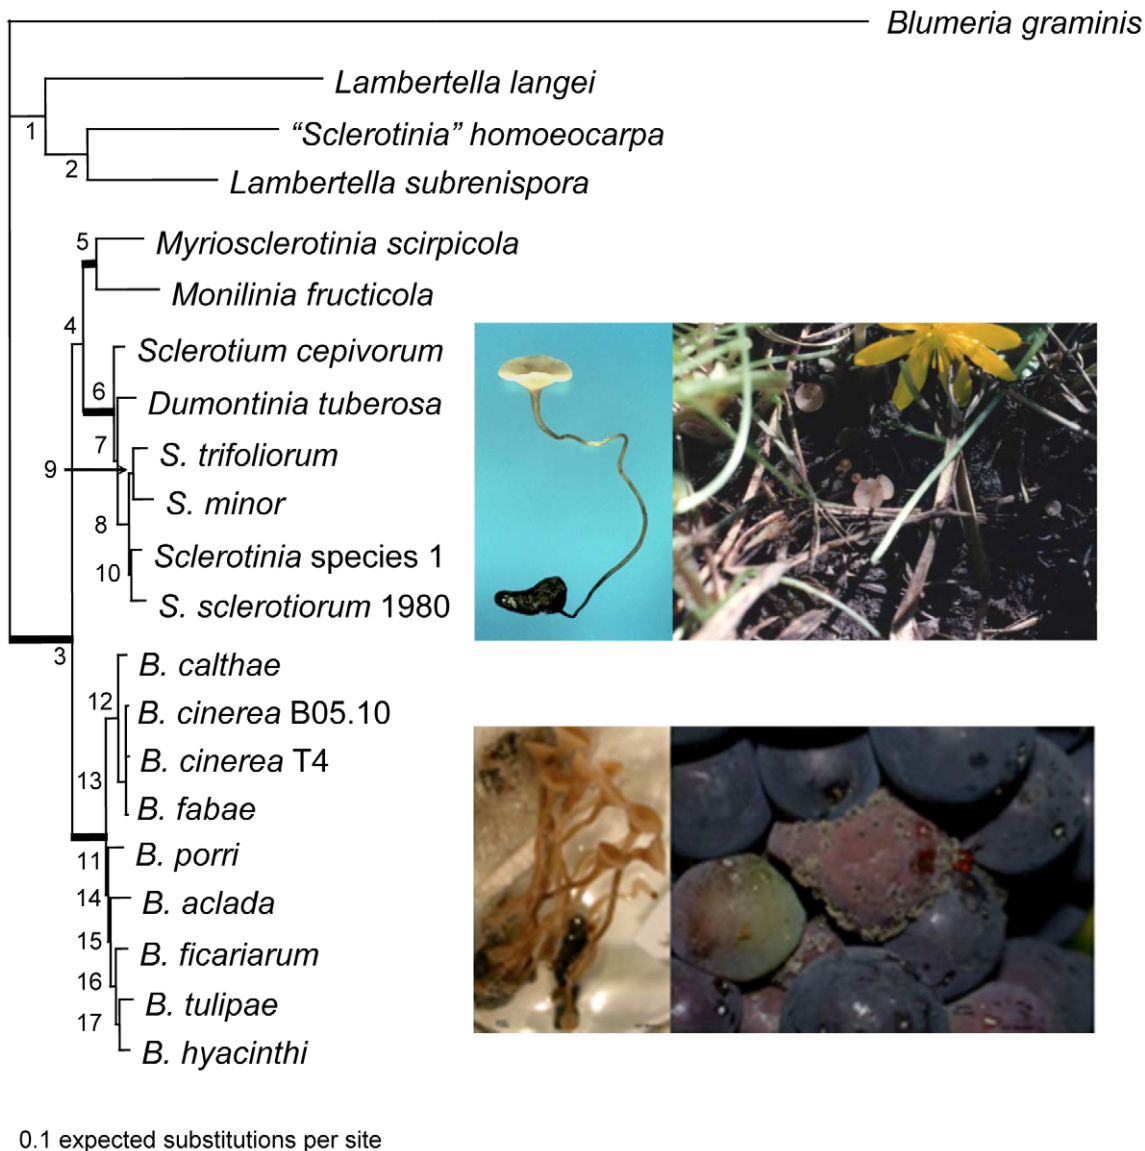 Blumeria graminis
Lambertella langei
1
“Sclerotinia” homoeocarpa
2
Lambertella subrenispora
5
Myriosclerotinia scirpicola
Monilinia fructicola
4
Sclerotium cepivorum
6
Dumontinia tuberosa
7
S. trifoliorum
9
S. minor
8
Sclerotinia species 1
10
S. sclerotiorum 1980
3
B. calthae
12
B. cinerea B05.10
B. cinerea T4
13
B. fabae
B. porri
11
B. aclada
14
15
B. ficariarum
16
B. tulipae
17
B. hyacinthi
0.1 expected substitutions per site